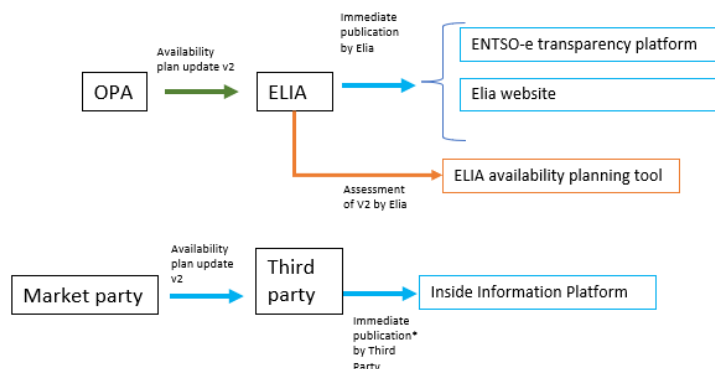 Immediate
publication
by Elia
ENTSO-e transparency platform
Availability
plan update v2
OPA
ELIA
Elia website
Assessment
of V2 by Elia
ELIA availability planning tool
Availability
plan update
v2
Market party
Third
party
Inside Information Platform
Immediate
publication*
by Third
Party